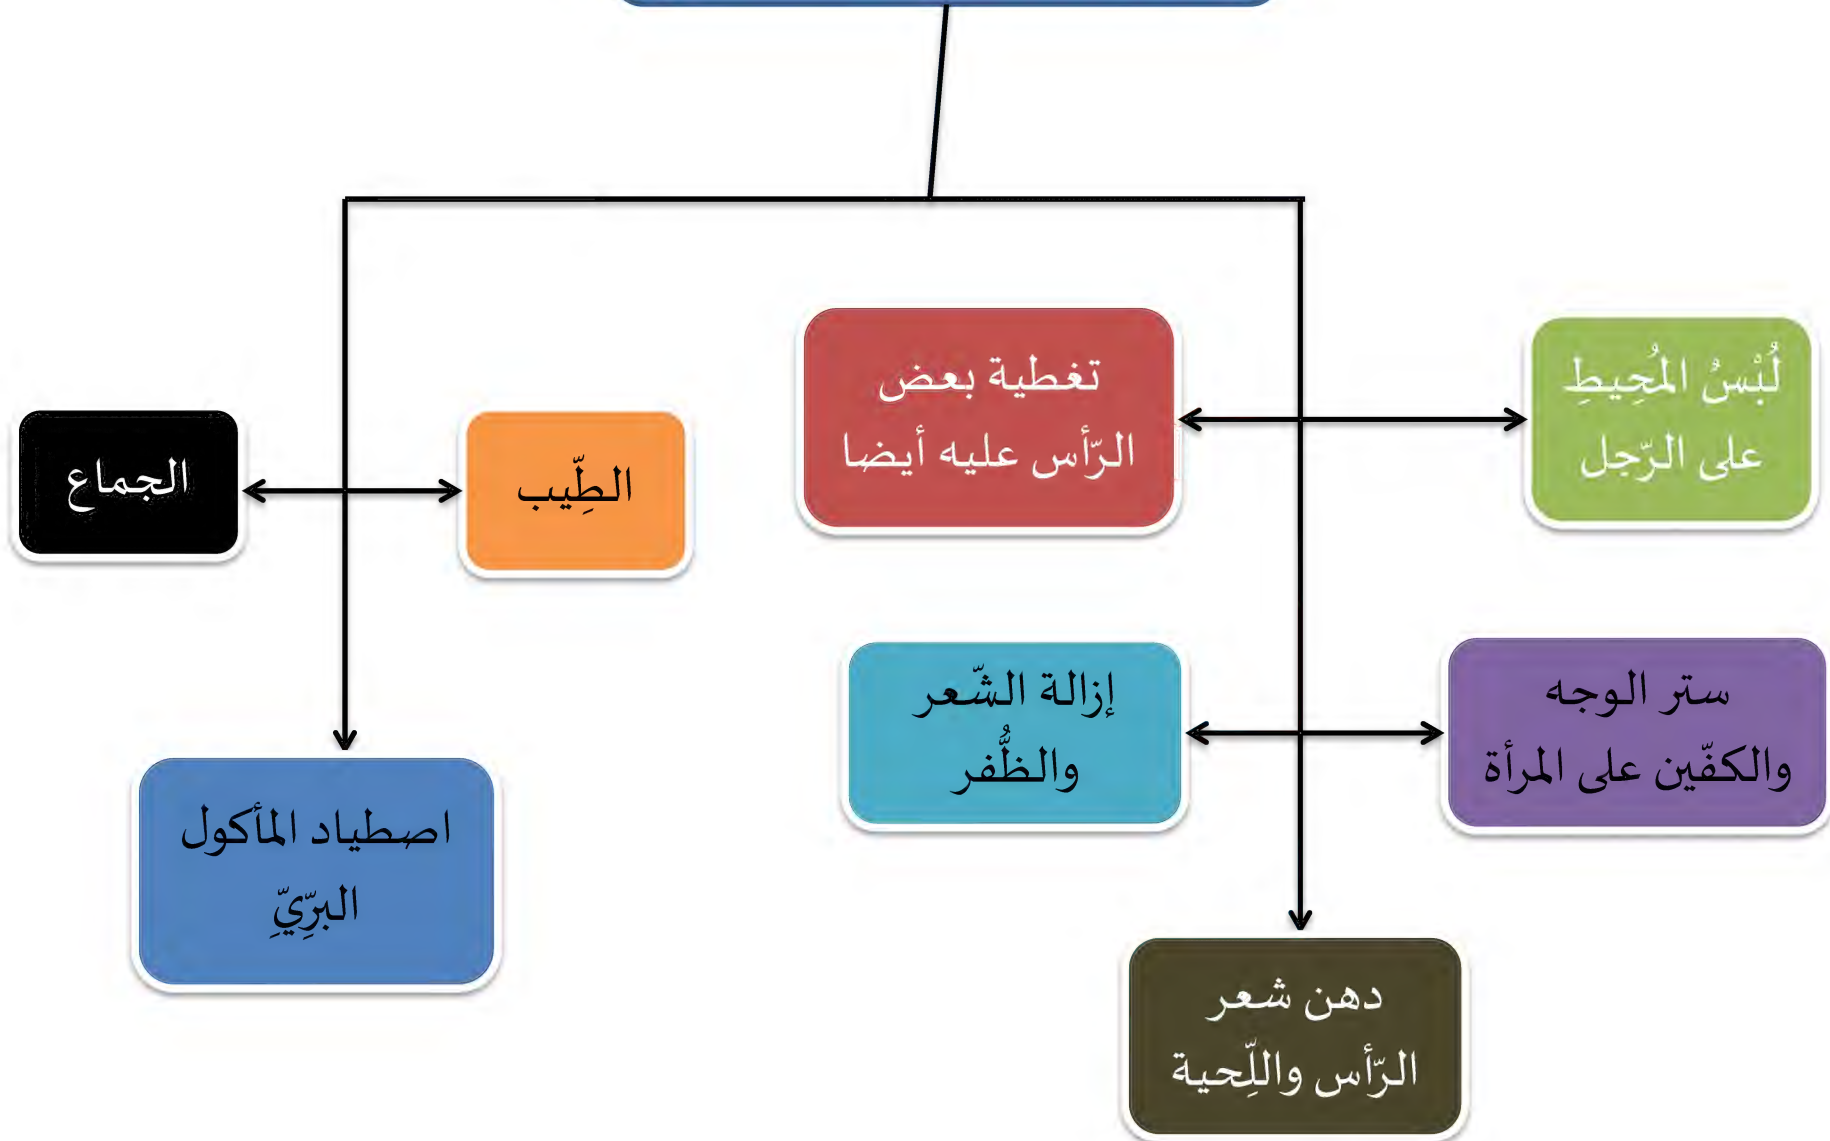 لُبْسُ المُحِيطِ
على الرّجل
تغطية بعض
الرّأس عليه أيضا
ستر الوجه
والكفّين على المرأة
إزالة الشّعر
والظُّفر
دهن شعر
الرّأس واللِّحية
الطِّيب
الجماع
اصطياد المأكول
البرِّيِّ